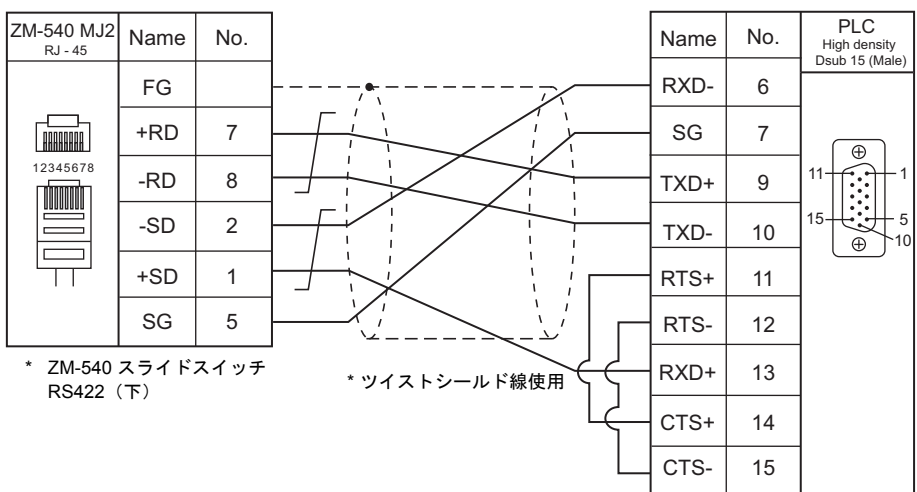 ZM-540 MJ2
RJ - 45
Name No.
FG
+RD 7
-RD 8
-SD 2
+SD 1
SG 5
12345678
* ZM-540 スライドスイッチ
RS422（下）
* ツイストシールド線使用
Name No.
PLC
High density
Dsub 15 (Male)
RXD- 6
SG 7
TXD+ 9
TXD- 10
RTS+ 11
RTS- 12
RXD+ 13
CTS+ 14
CTS- 15
11 1
15 5
10